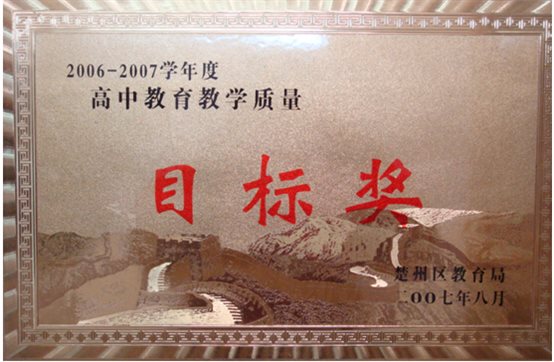 2006-2007学年度
高中教育教学质量
目标奖
楚州区教育局
二〇〇七年八月